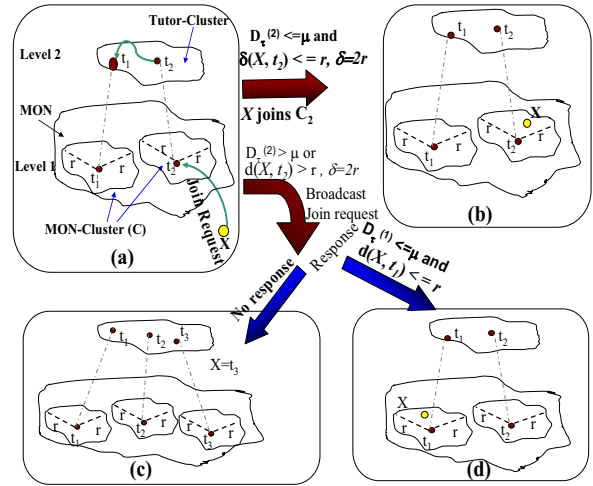 Level 2
Tutor-Cluster
t1
t2
MON
Level 1
r
r
t1
r
r
t2
MON-Cluster (C)
Join Request
X
(a)
Dτ(2) <=μ and
δ(X, t2) <= r, δ=2r
X joins C2
t1
t2
X
r
r
t1
r
r
t2
(b)
Dτ(2) > μ or
d(X, t2) > r , δ=2r
Broadcast
Join request
No response
Response
Dτ(1) <=μ and
d(X, t1) < = r
t1
t2
t3
X=t3
r
r
t1
r
r
t2
r
r
t3
(c)
t1
t2
X
r
r
t1
r
r
t2
(d)